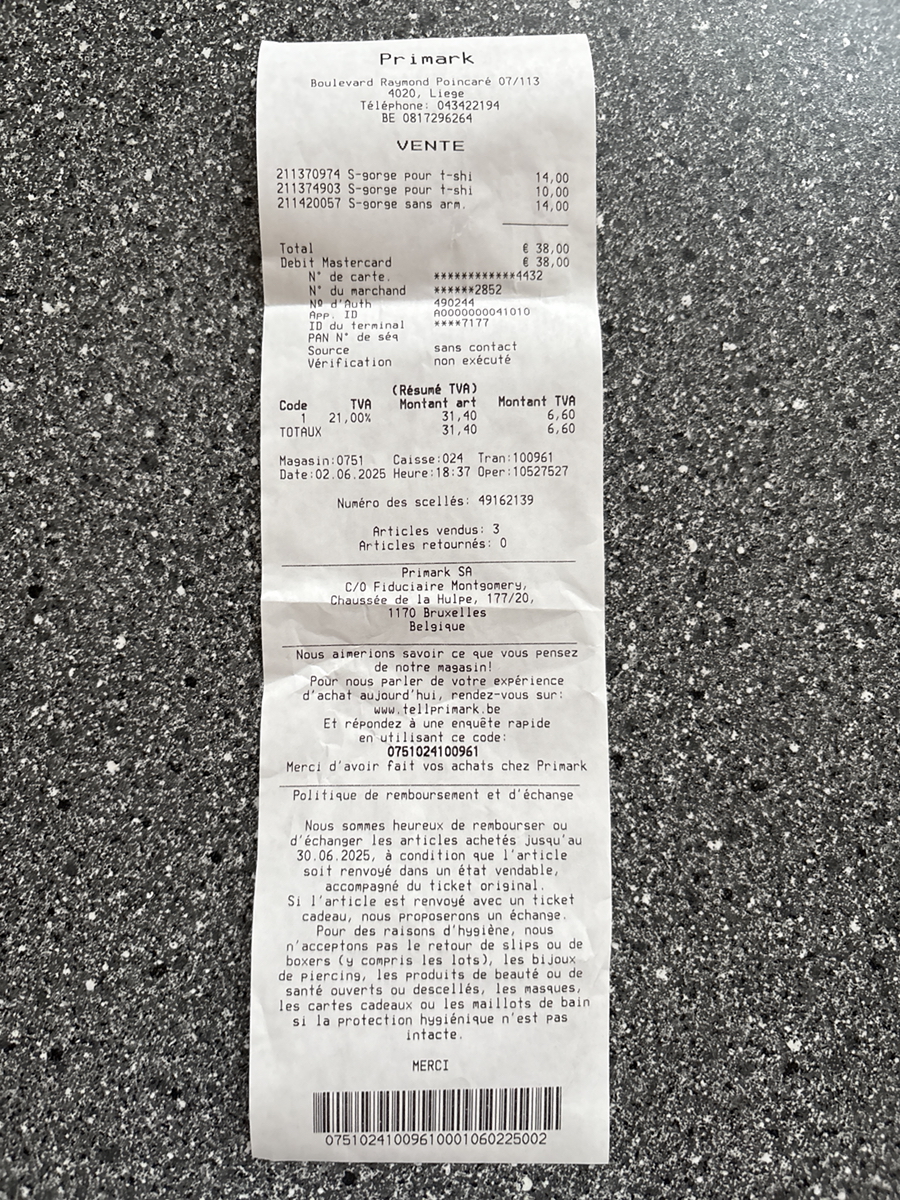 Primark
Boulevard Raymond Poincaré 07/113
4020, Liege
Téléphone: 043422194
BE 0817296264
VENTE
211370974 S-gorge pour t-shi 14,00
211374903 S-gorge pour t-shi 10,00
211420057 S-gorge sans arm. 14,00
Total € 38,00
Debit Mastercard € 38,00
N° de carte. ************4432
N° du marchand ******2852
Nº d'Auth 490244
App. ID A0000000041010
ID du terminal ****7177
PAN N° de séq
Source sans contact
Vérification non exécuté
(Résumé TVA)
Code TVA Montant art Montant TVA
1 21,00% 31,40 6,60
TOTAUX 31,40 6,60
Magasin:0751 Caisse:024 Tran:100961
Date:02.06.2025 Heure:18:37 Oper:10527527
Numéro des scellés: 49162139
Articles vendus: 3
Articles retournés: 0
Primark SA
C/O Fiduciaire Montgomery,
Chaussée de la Hulpe, 177/20,
1170 Bruxelles
Belgique
Nous aimerions savoir ce que vous pensez
de notre magasin!
Pour nous parler de votre expérience
d'achat aujourd'hui, rendez-vous sur:
www.tellprimark.be
Et répondez à une enquête rapide
en utilisant ce code:
0751024100961
Merci d'avoir fait vos achats chez Primark
Politique de remboursement et d'échange
Nous sommes heureux de rembourser ou
d'échanger les articles achetés jusqu'au
30.06.2025, à condition que l'article
soit renvoyé dans un état vendable,
accompagné du ticket original.
Si l'article est renvoyé avec un ticket
cadeau, nous proposerons un échange.
Pour des raisons d'hygiène, nous
n'acceptons pas le retour de slips ou de
boxers (y compris les lots), les bijoux
de piercing, les produits de beauté ou de
santé ouverts ou descellés, les masques,
les cartes cadeaux ou les maillots de bain
si la protection hygiénique n'est pas
intacte.
MERCI
0751024100961000106022​5002